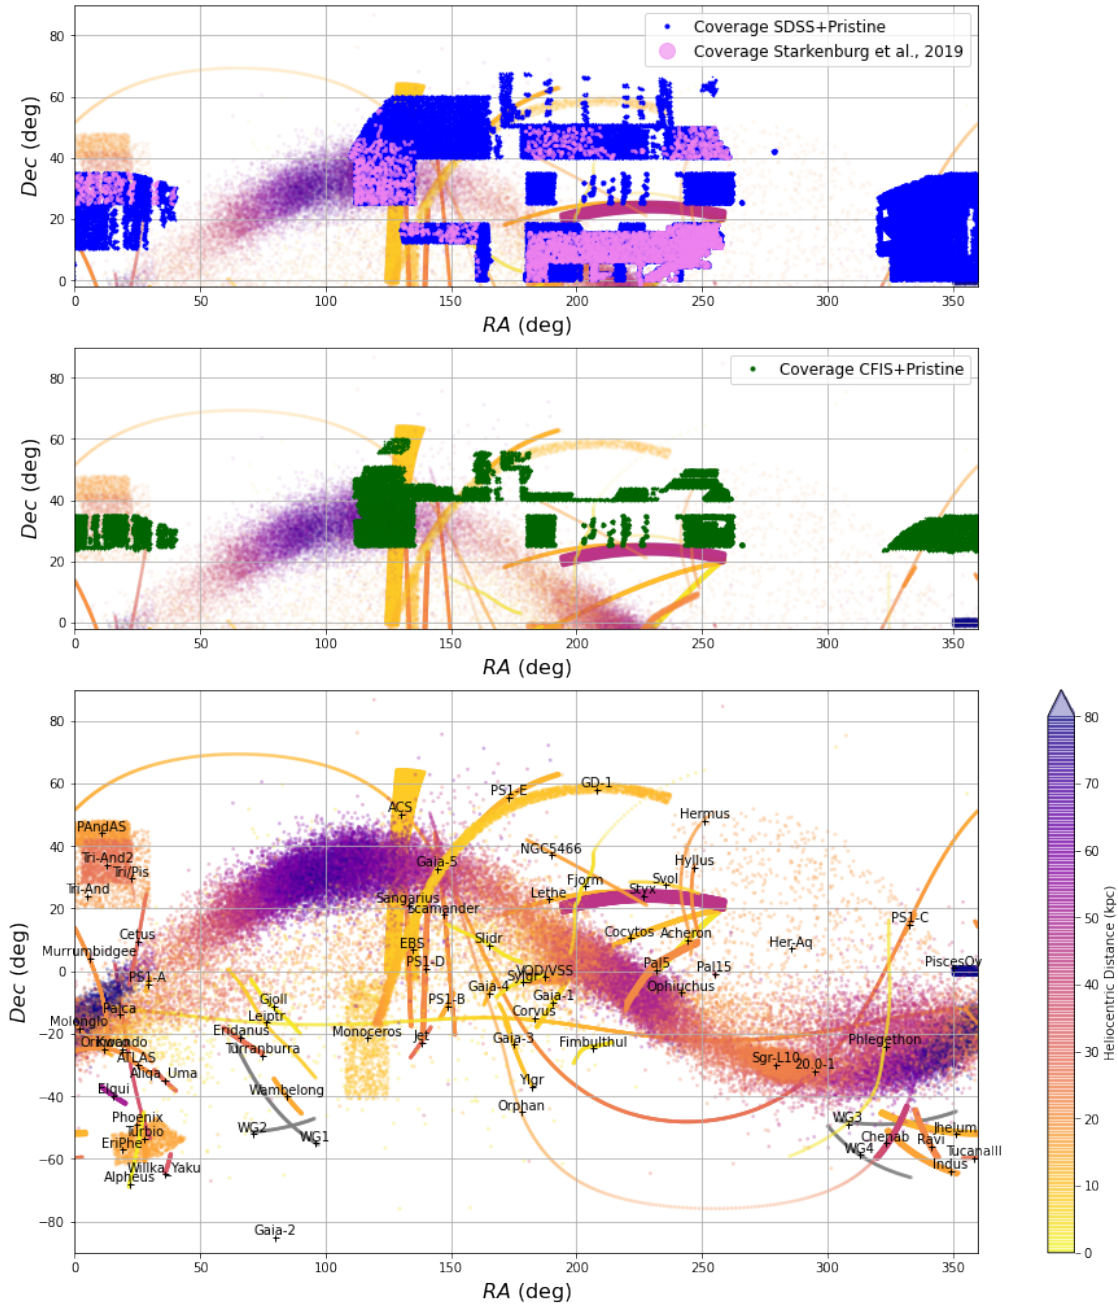 Coverage SDSS+Pristine
Coverage Starkenburg et al., 2019
80
60
40
20
0
Dec (deg)
0 50 100 150 200 250 300 350
RA (deg)
Coverage CFIS+Pristine
80
60
40
20
0
Dec (deg)
0 50 100 150 200 250 300 350
RA (deg)
80
60
40
20
0
−20
−40
−60
−80
Dec (deg)
ACS
PS1-E
GD-1
Hermus
PAndAS
NGC5466
Tri-And2
Gaia-5
Hyllus
Tri/Pis
Fjorm
Svol
Tri-And
Sangarius
Lethe
Styx
Scamander
PS1-C
Cetus
Slidr
Cocytos
Acheron
Her-Aq
Murrumbidgee
EBS
PS1-D
VOD/VSS
Pal5
Pal15
PiscesOv
PS1-A
Sylgr
Gaia-4
Ophiuchus
Gjoll
PS1-B
Gaia-1
Palca
Leiptr
Corvus
Molonglo
Eridanus
Monoceros
Jet
Gaia-3
Fimbulthul
Phlegethon
Kwando
Turranburra
ATLAS
Sgr-L10
20.0-1
Aliqa_Uma
Elqui
Wambelong
Ylgr
Phoenix
Orphan
Turbio
WG2
WG1
WG3
Jhelum
EriPhe
Chenab
Ravi
WG4
TucanaIII
Willka_Yaku
Indus
Alpheus
Gaia-2
0 50 100 150 200 250 300 350
RA (deg)
80
70
60
50
40
30
20
10
0
Heliocentric Distance (kpc)